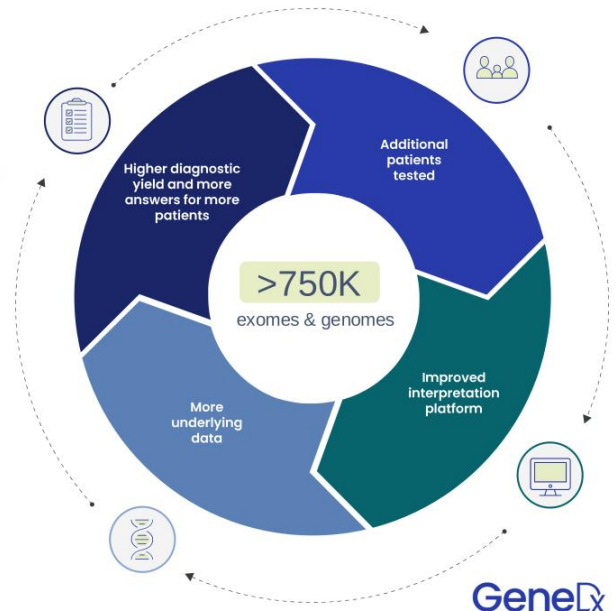 Higher diagnostic
yield and more
answers for more
patients
Additional
patients
tested
>750K
exomes & genomes
Improved
interpretation
platform
More
underlying
data
GeneDx